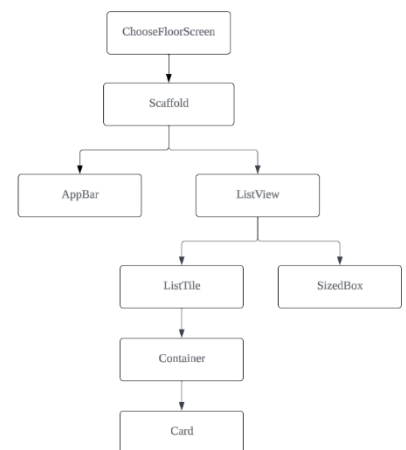 ChooseFloorScreen
Scaffold
AppBar
ListView
ListTile
SizedBox
Container
Card